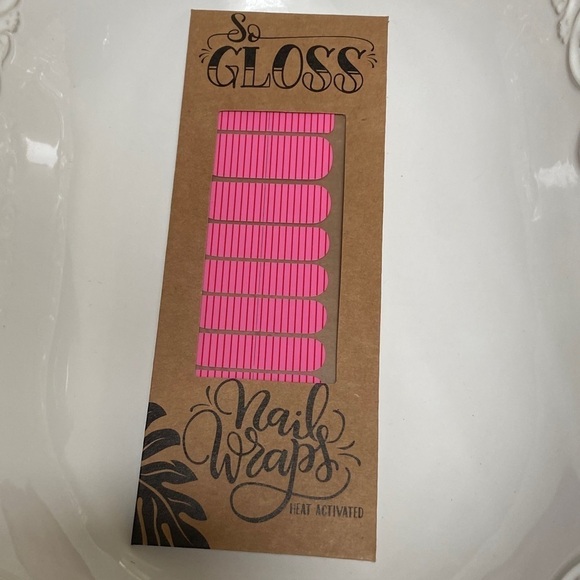 So
GLOSS
Nail
Wraps
HEAT ACTIVATED